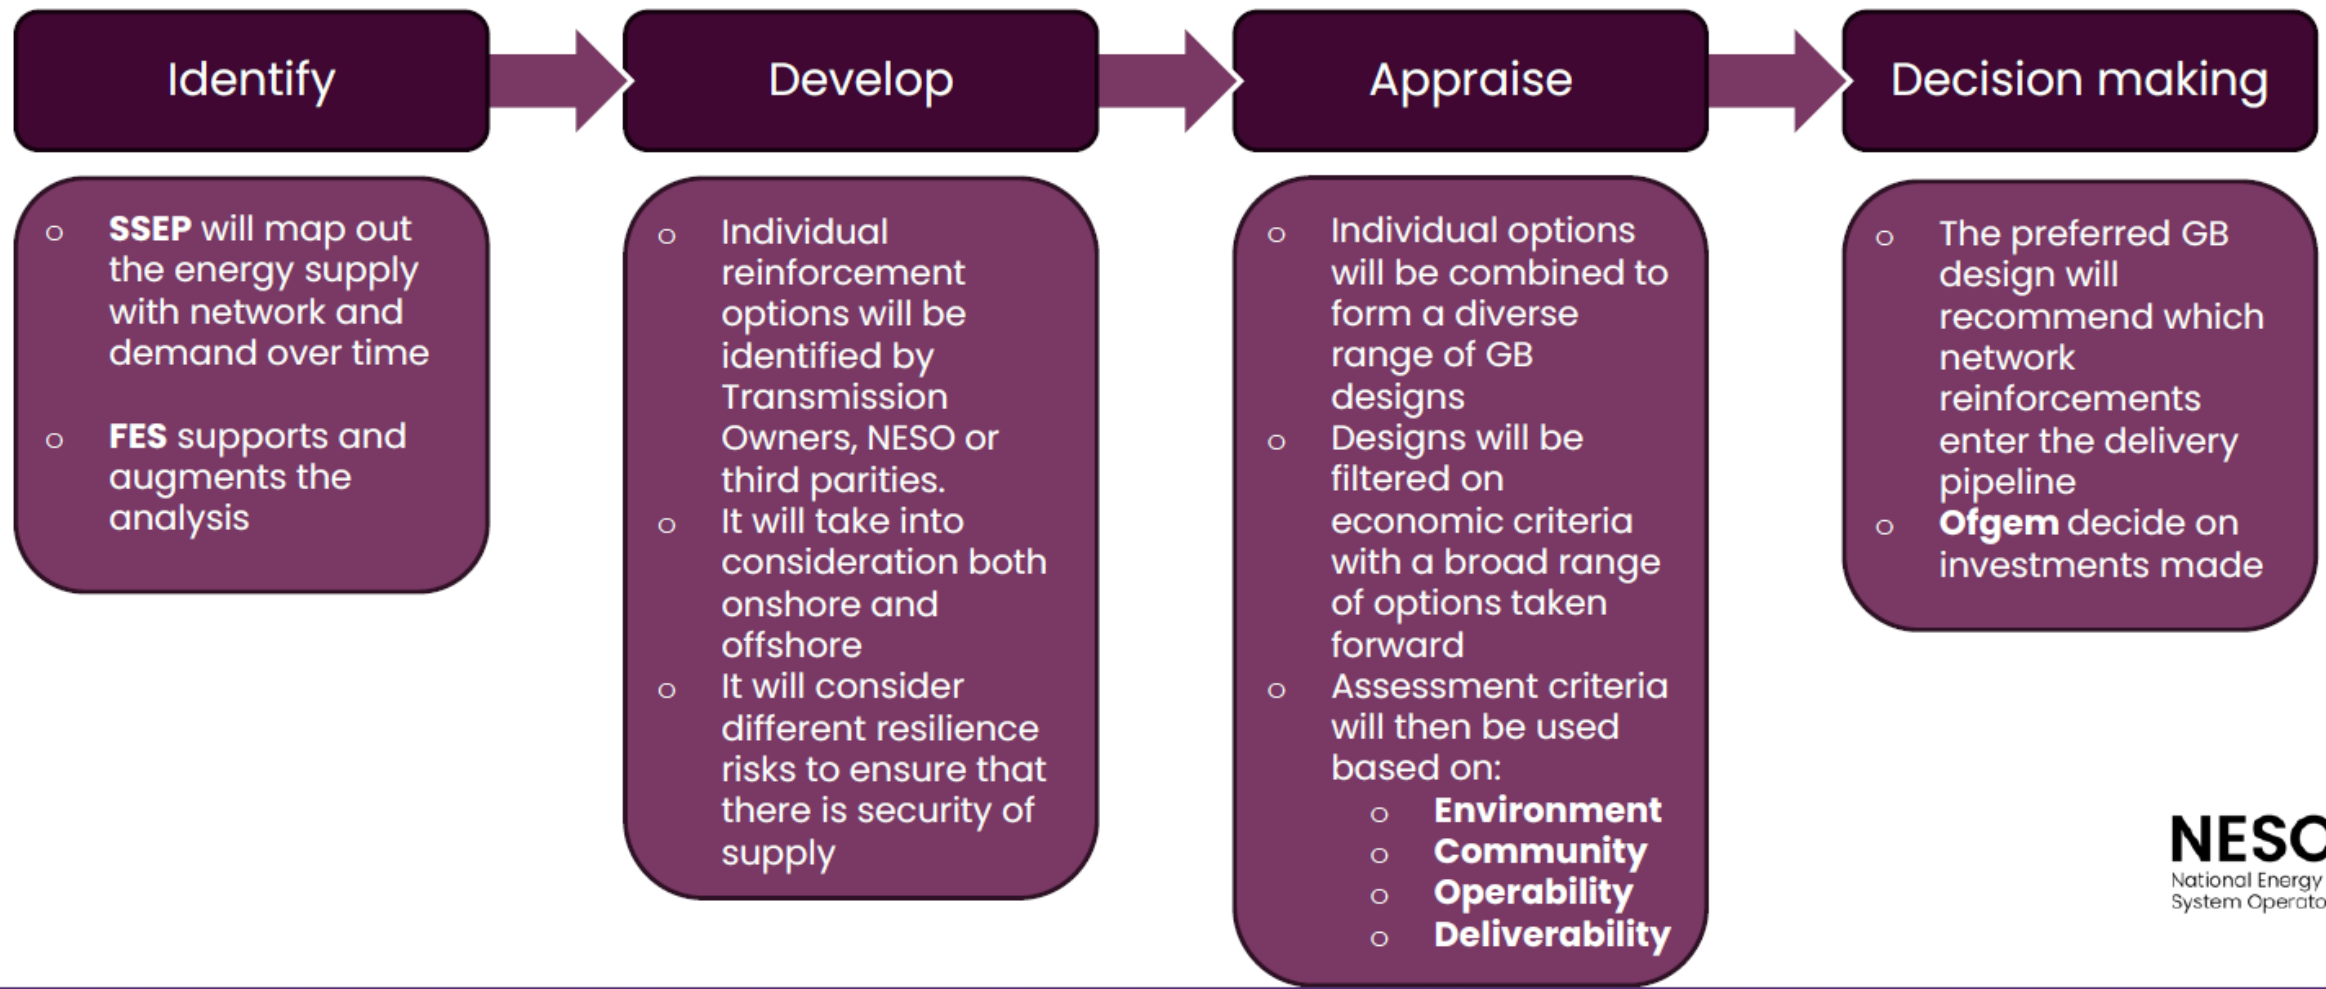 Identify
Develop
Appraise
Decision making
SSEP will map out
the energy supply
with network and
demand over time
FES supports and
augments the
analysis
Individual
reinforcement
options will be
identified by
Transmission
Owners, NESO or
third parities.
It will take into
consideration both
onshore and
offshore
It will consider
different resilience
risks to ensure that
there is security of
supply
Individual options
will be combined to
form a diverse
range of GB
designs
Designs will be
filtered on
economic criteria
with a broad range
of options taken
forward
Assessment criteria
will then be used
based on:
Environment
Community
Operability
Deliverability
The preferred GB
design will
recommend which
network
reinforcements
enter the delivery
pipeline
Ofgem decide on
investments made
NESO
National Energy
System Operato